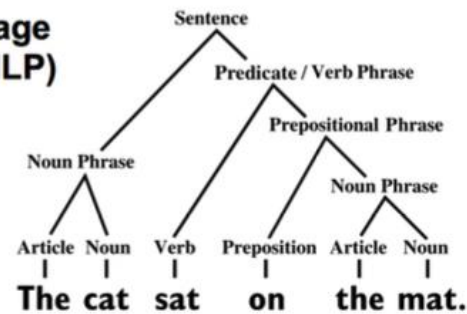 age
LP)
Sentence
Predicate / Verb Phrase
Prepositional Phrase
Noun Phrase
Noun Phrase
Article Noun Verb Preposition Article Noun
The cat sat on the mat.